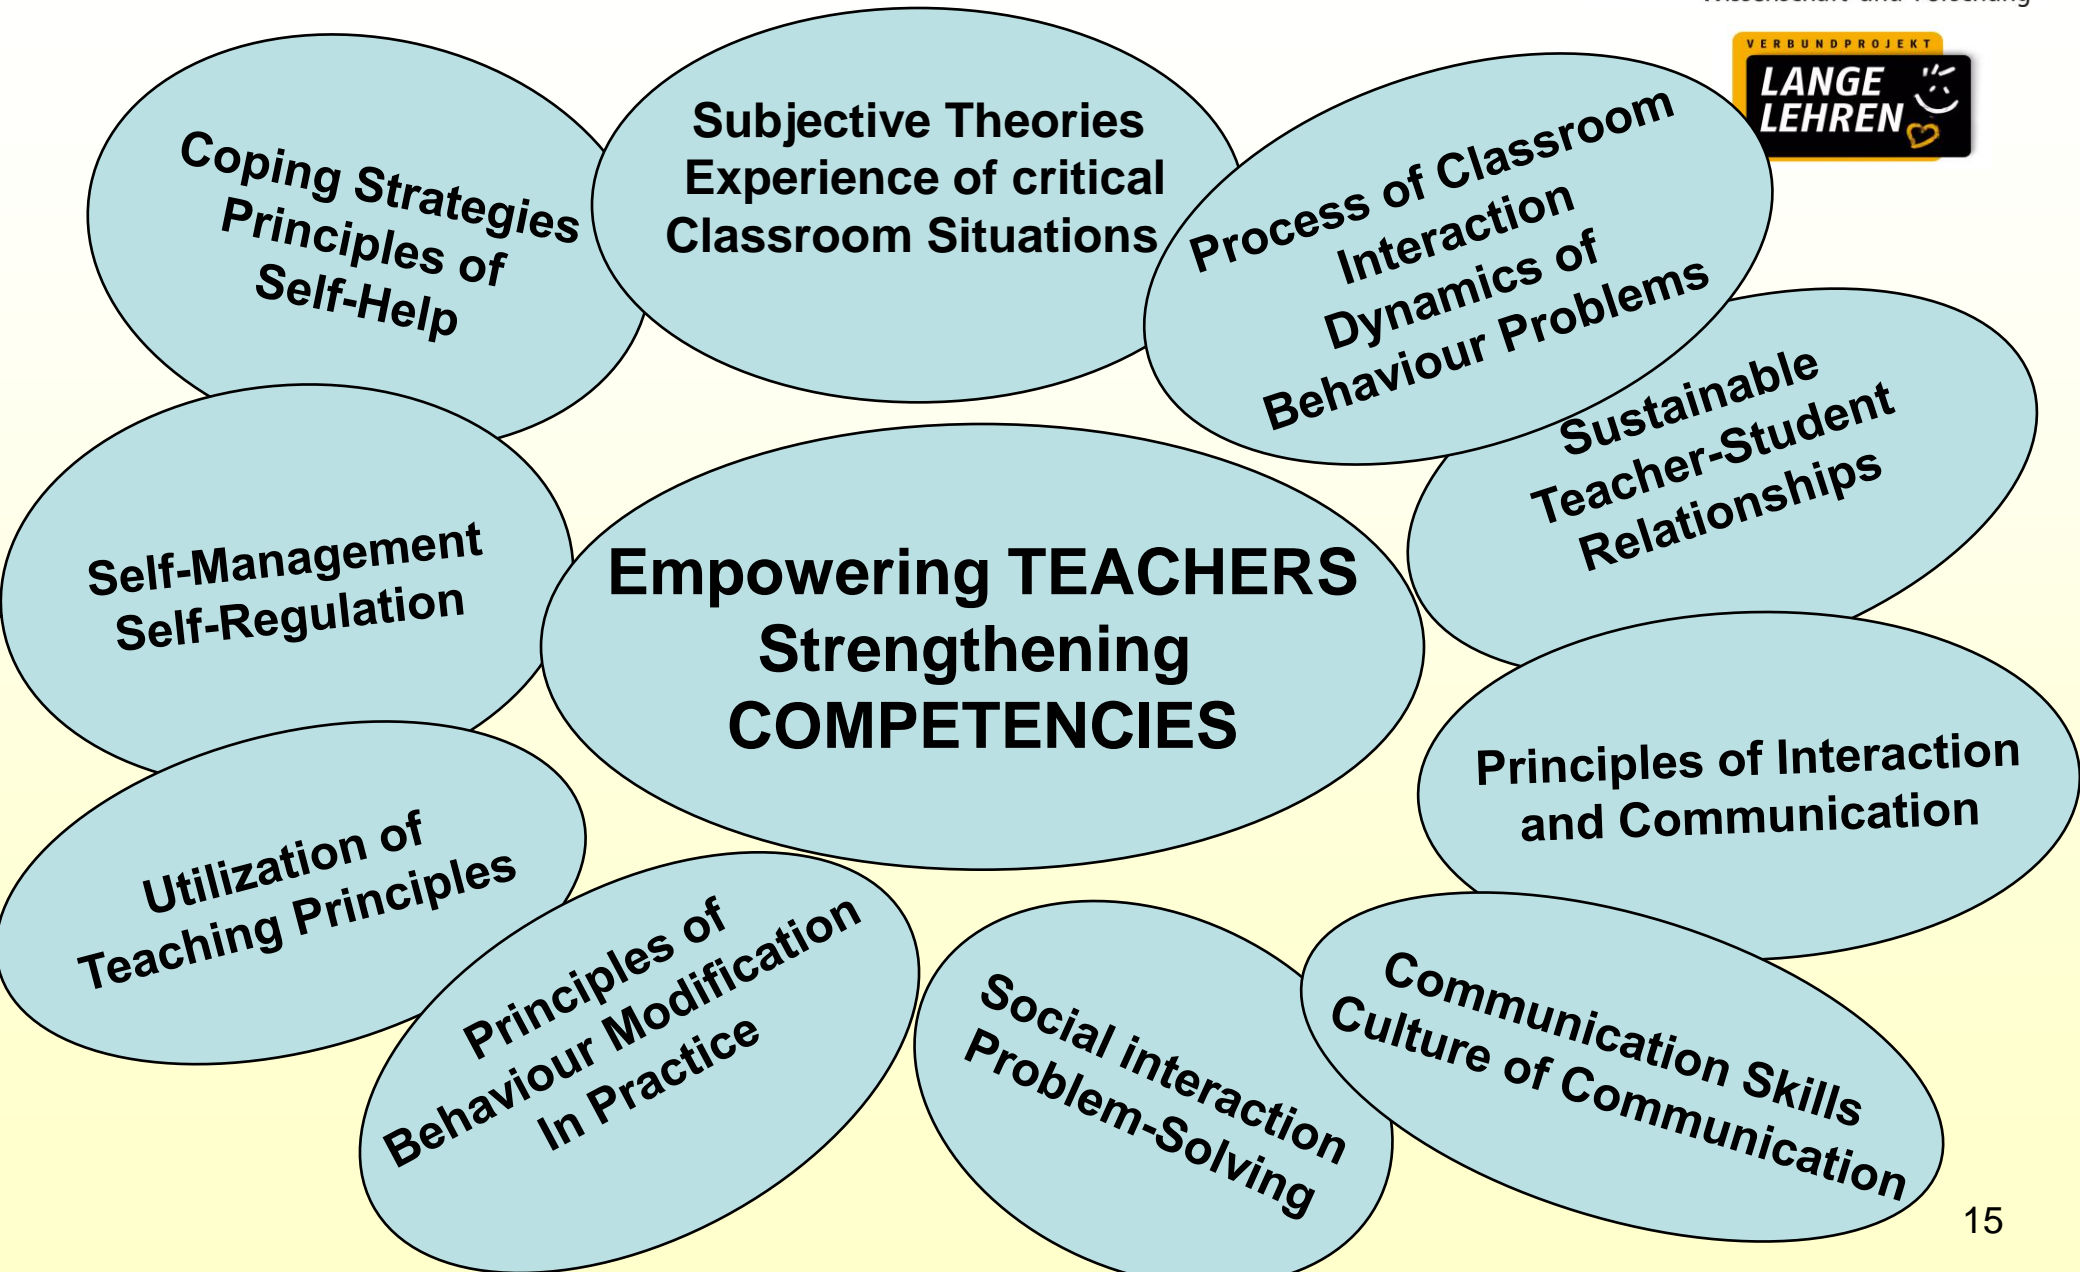 VERBUNDPROJEKT
LANGE
LEHREN
Coping Strategies
Principles of
Self-Help
Subjective Theories
Experience of critical
Classroom Situations
Process of Classroom
Interaction
Dynamics of
Behaviour Problems
Sustainable
Teacher-Student
Relationships
Self-Management
Self-Regulation
Empowering TEACHERS
Strengthening
COMPETENCIES
Principles of Interaction
and Communication
Utilization of
Teaching Principles
Principles of
Behaviour Modification
In Practice
Social interaction
Problem-Solving
Communication Skills
Culture of Communication
15